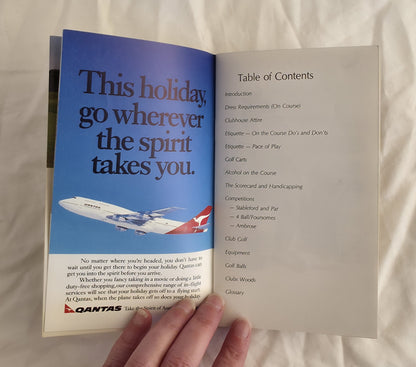 This holiday,
go wherever
the spirit
takes you.
QANTAS
No matter where you're headed, you don't have to
wait until you get there to begin your holiday. Qantas can
get you into the spirit before you arrive.
Whether you fancy taking in a movie or doing a little
duty-free shopping, our comprehensive range of in-flight
services will see that your holiday gets off to a flying start.
At Qantas, when the plane takes off so does your holiday.
QANTAS Take the Spirit of
Table of Contents
Introduction
Dress Requirements (On Course)
Clubhouse Attire
Etiquette — On the Course Do's and Don'ts
Etiquette — Pace of Play
Golf Carts
Alcohol on the Course
The Scorecard and Handicapping
Competitions
— Stableford and Par
— 4 Ball/Foursomes
— Ambrose
Club Golf
Equipment
Golf Balls
Clubs Woods
Glossary